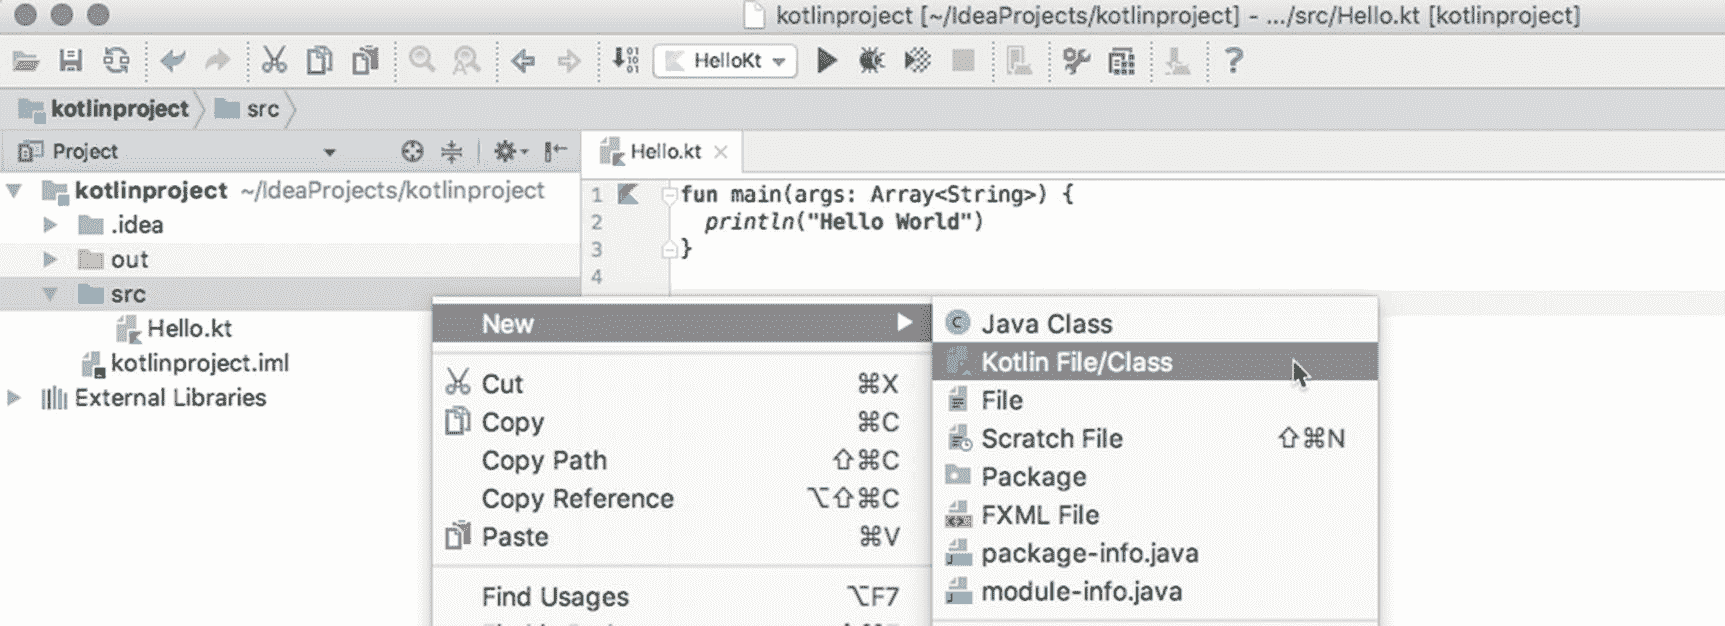 kotlinproject [~/IdeaProjects/kotlinproject] - .../src/Hello.kt [kotlinproject]
HelloKt
?
kotlinproject
src
Project
Hello.kt
kotlinproject ~/IdeaProjects/kotlinproject
.idea
out
src
Hello.kt
kotlinproject.iml
External Libraries
1 fun main(args: Array<String>) {
2 println("Hello World")
3 }
4
New
Cut ⌘X
Copy ⌘C
Copy Path ⇧⌘C
Copy Reference ⌥⇧⌘C
Paste ⌘V
Find Usages ⌥F7
Java Class
Kotlin File/Class
File
Scratch File ⇧⌘N
Package
FXML File
package-info.java
module-info.java